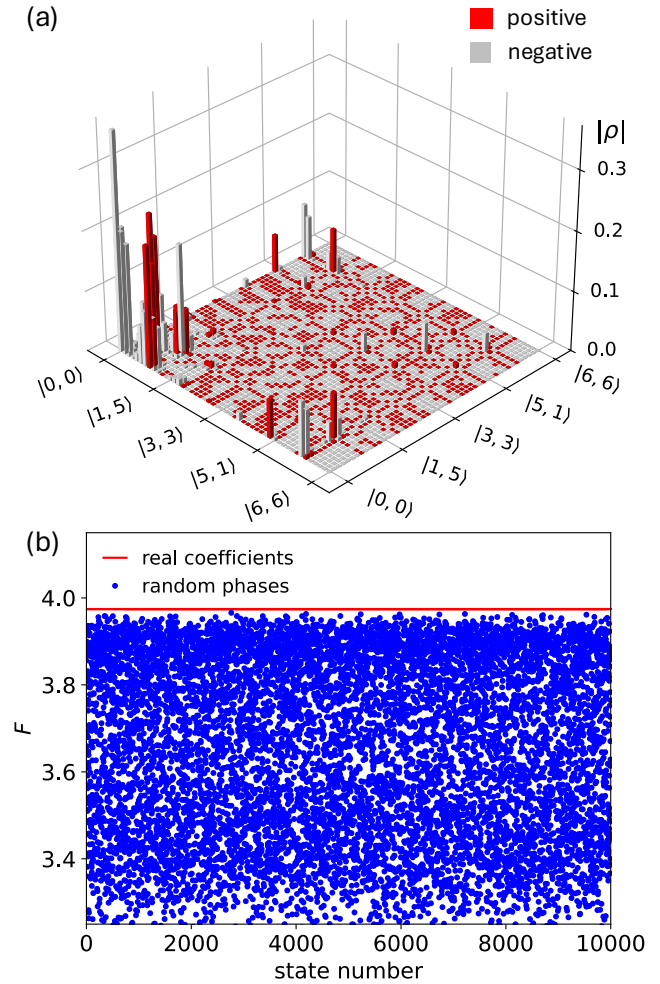 (a)
positive
negative
|ρ|
0.3
0.2
0.1
0.0
|0, 0⟩
|1, 5⟩
|3, 3⟩
|5, 1⟩
|6, 6⟩
|0, 0⟩
|1, 5⟩
|3, 3⟩
|5, 1⟩
|6, 6⟩
(b)
real coefficients
random phases
4.0
3.8
3.6
3.4
F
0 2000 4000 6000 8000 10000
state number